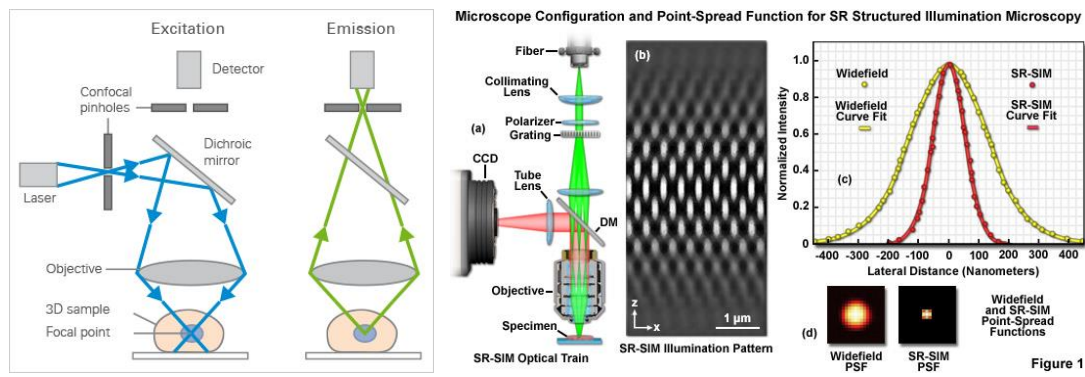 Excitation
Emission
Detector
Confocal
pinholes
Dichroic
mirror
Laser
Objective
3D sample
Focal point
Microscope Configuration and Point-Spread Function for SR Structured Illumination Microscopy
Fiber
Collimating
Lens
Polarizer
Grating
(a)
CCD
Tube
Lens
DM
Objective
Specimen
SR-SIM Optical Train
(b)
z
x
1 µm
SR-SIM Illumination Pattern
Normalized Intensity
1.0
0.8
0.6
0.4
0.2
0
Widefield
Widefield
Curve Fit
SR-SIM
SR-SIM
Curve Fit
(c)
-400 -300 -200 -100 0 100 200 300 400
Lateral Distance (Nanometers)
(d)
Widefield
PSF
SR-SIM
PSF
Widefield
and SR-SIM
Point-Spread
Functions
Figure 1